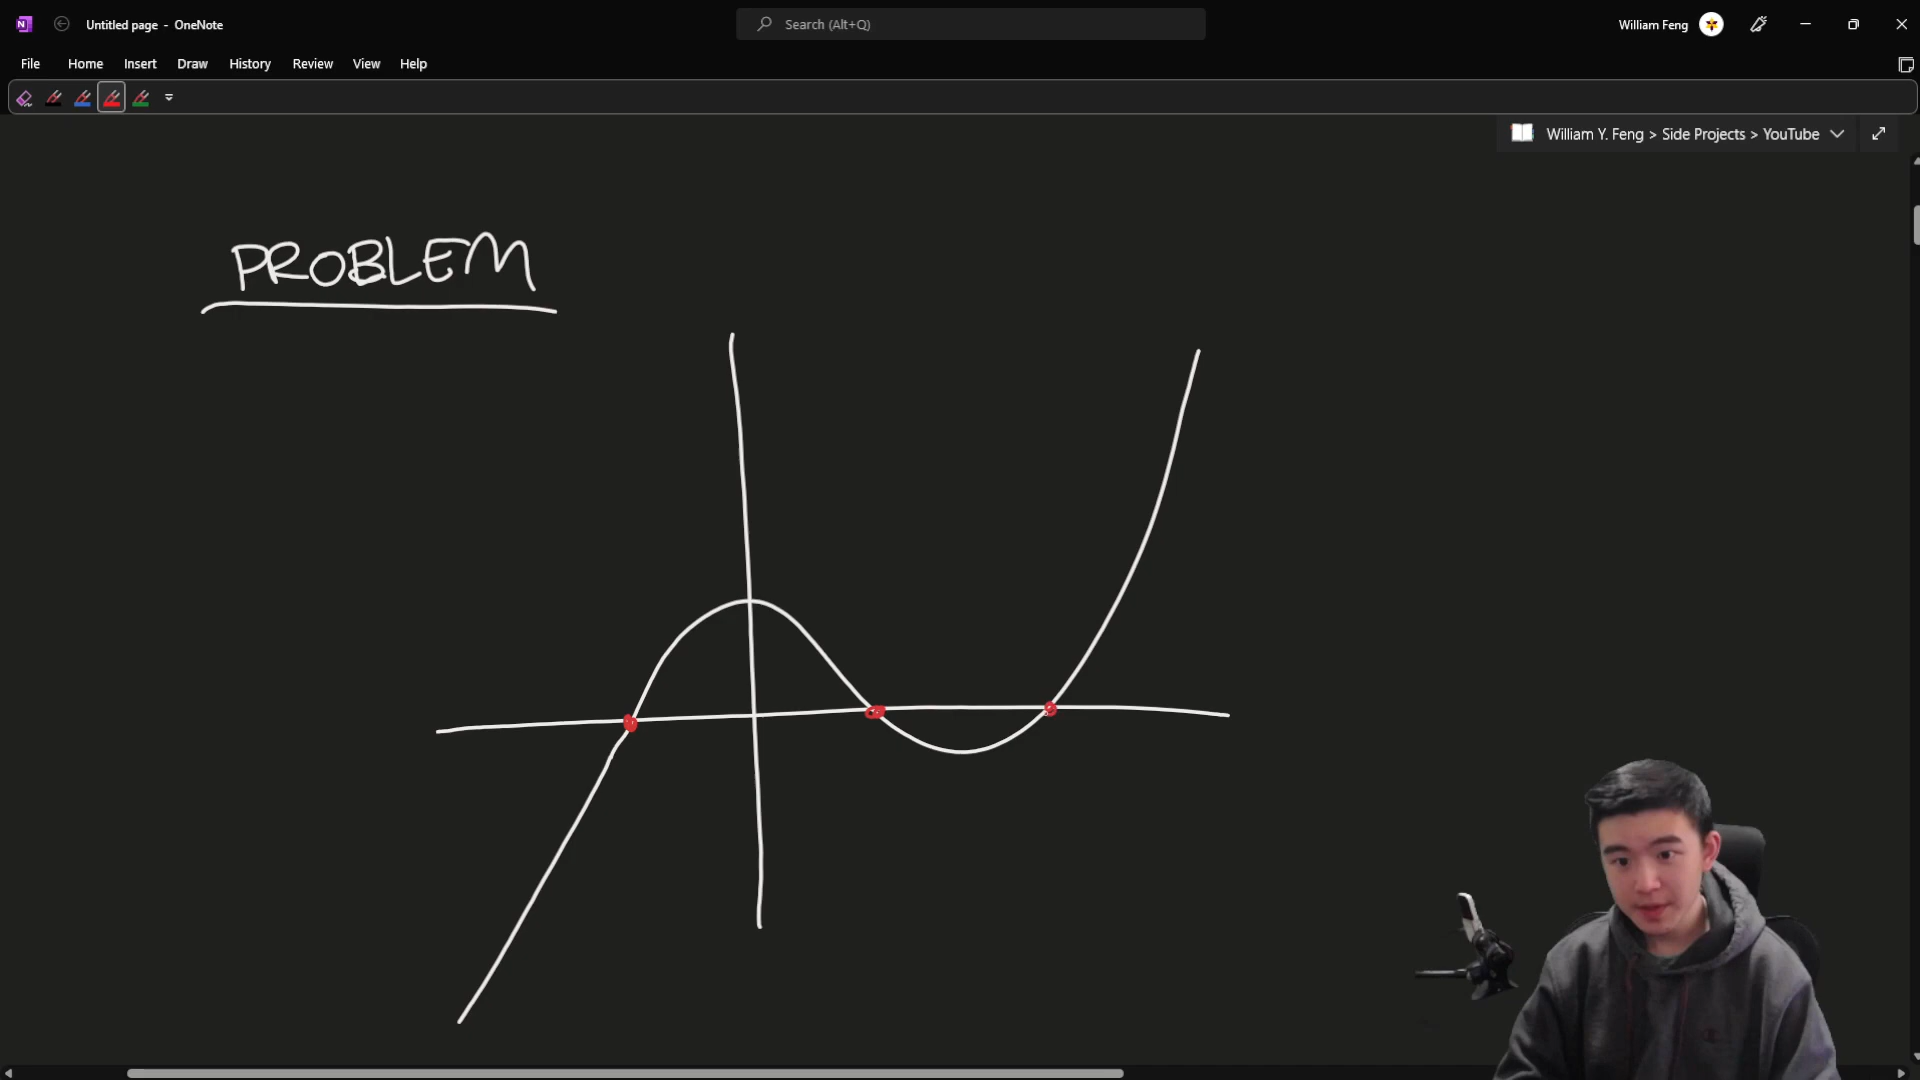 Untitled page - OneNote
Search (Alt+Q)
William Feng
File Home Insert Draw History Review View Help
William Y. Feng > Side Projects > YouTube
PROBLEM